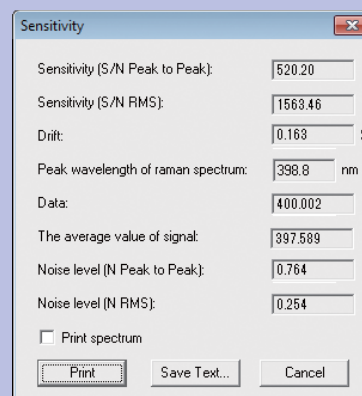 Sensitivity
Sensitivity (S/N Peak to Peak): 520.20
Sensitivity (S/N RMS): 1563.46
Drift: 0.163
Peak wavelength of raman spectrum: 398.8 nm
Data: 400.002
The average value of signal: 397.589
Noise level (N Peak to Peak): 0.764
Noise level (N RMS): 0.254
Print spectrum
Print Save Text... Cancel